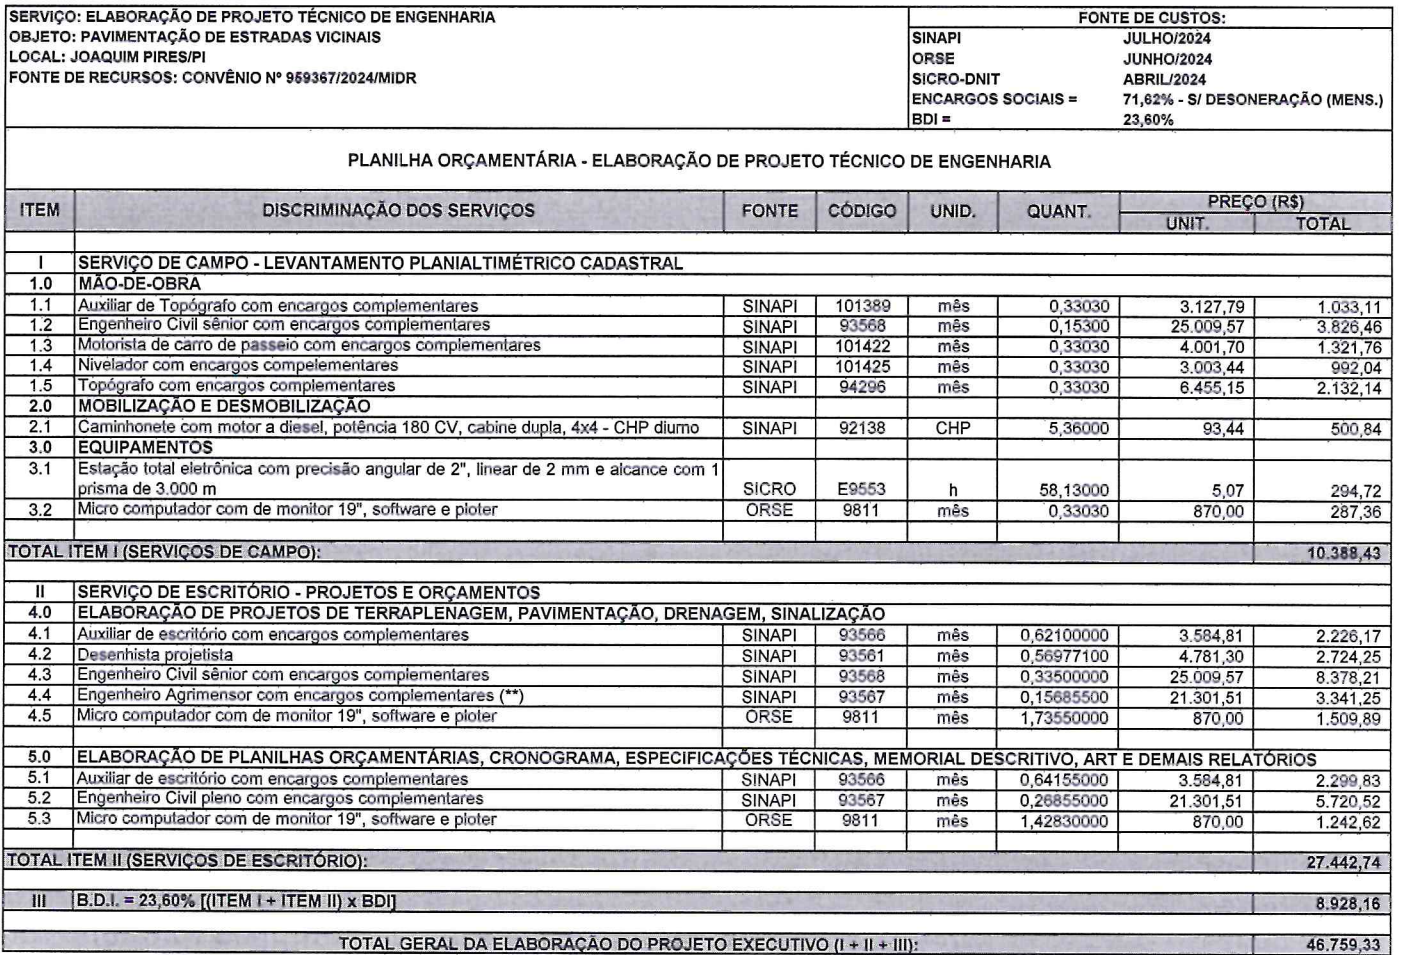 SERVIÇO: ELABORAÇÃO DE PROJETO TÉCNICO DE ENGENHARIA
OBJETO: PAVIMENTAÇÃO DE ESTRADAS VICINAIS
LOCAL: JOAQUIM PIRES/PI
FONTE DE RECURSOS: CONVÊNIO Nº 959367/2024/MIDR
FONTE DE CUSTOS:
SINAPI JULHO/2024
ORSE JUNHO/2024
SICRO-DNIT ABRIL/2024
ENCARGOS SOCIAIS = 71,62% - S/ DESONERAÇÃO (MENS.)
BDI = 23,60%
PLANILHA ORÇAMENTÁRIA - ELABORAÇÃO DE PROJETO TÉCNICO DE ENGENHARIA
ITEM DISCRIMINAÇÃO DOS SERVIÇOS FONTE CÓDIGO UNID. QUANT. PREÇO (R$)
UNIT. TOTAL
I SERVIÇO DE CAMPO - LEVANTAMENTO PLANIALTIMÉTRICO CADASTRAL
1.0 MÃO-DE-OBRA
1.1 Auxiliar de Topógrafo com encargos complementares SINAPI 101389 mês 0,33030 3.127,79 1.033,11
1.2 Engenheiro Civil sênior com encargos complementares SINAPI 93568 mês 0,15300 25.009,57 3.826,46
1.3 Motorista de carro de passeio com encargos complementares SINAPI 101422 mês 0,33030 4.001,70 1.321,76
1.4 Nivelador com encargos compelementares SINAPI 101425 mês 0,33030 3.003,44 992,04
1.5 Topógrafo com encargos complementares SINAPI 94296 mês 0,33030 6.455,15 2.132,14
2.0 MOBILIZAÇÃO E DESMOBILIZAÇÃO
2.1 Caminhonete com motor a diesel, potência 180 CV, cabine dupla, 4x4 - CHP diurno SINAPI 92138 CHP 5,36000 93,44 500,84
3.0 EQUIPAMENTOS
3.1 Estação total eletrônica com precisão angular de 2", linear de 2 mm e alcance com 1
prisma de 3.000 m SICRO E9553 h 58,13000 5,07 294,72
3.2 Micro computador com de monitor 19", software e ploter ORSE 9811 mês 0,33030 870,00 287,36
TOTAL ITEM I (SERVIÇOS DE CAMPO): 10.388,43
II SERVIÇO DE ESCRITÓRIO - PROJETOS E ORÇAMENTOS
4.0 ELABORAÇÃO DE PROJETOS DE TERRAPLENAGEM, PAVIMENTAÇÃO, DRENAGEM, SINALIZAÇÃO
4.1 Auxiliar de escritório com encargos complementares SINAPI 93566 mês 0,62100000 3.584,81 2.226,17
4.2 Desenhista projetista SINAPI 93561 mês 0,56977100 4.781,30 2.724,25
4.3 Engenheiro Civil sênior com encargos complementares SINAPI 93568 mês 0,33500000 25.009,57 8.378,21
4.4 Engenheiro Agrimensor com encargos complementares (**) SINAPI 93567 mês 0,15685500 21.301,51 3.341,25
4.5 Micro computador com de monitor 19", software e ploter ORSE 9811 mês 1,73550000 870,00 1.509,89
5.0 ELABORAÇÃO DE PLANILHAS ORÇAMENTÁRIAS, CRONOGRAMA, ESPECIFICAÇÕES TÉCNICAS, MEMORIAL DESCRITIVO, ART E DEMAIS RELATÓRIOS
5.1 Auxiliar de escritório com encargos complementares SINAPI 93566 mês 0,64155000 3.584,81 2.299,83
5.2 Engenheiro Civil pleno com encargos complementares SINAPI 93567 mês 0,26855000 21.301,51 5.720,52
5.3 Micro computador com de monitor 19", software e ploter ORSE 9811 mês 1,42830000 870,00 1.242,62
TOTAL ITEM II (SERVIÇOS DE ESCRITÓRIO): 27.442,74
III B.D.I. = 23,60% [(ITEM I + ITEM II) x BDI] 8.928,16
TOTAL GERAL DA ELABORAÇÃO DO PROJETO EXECUTIVO (I + II + III): 46.759,33